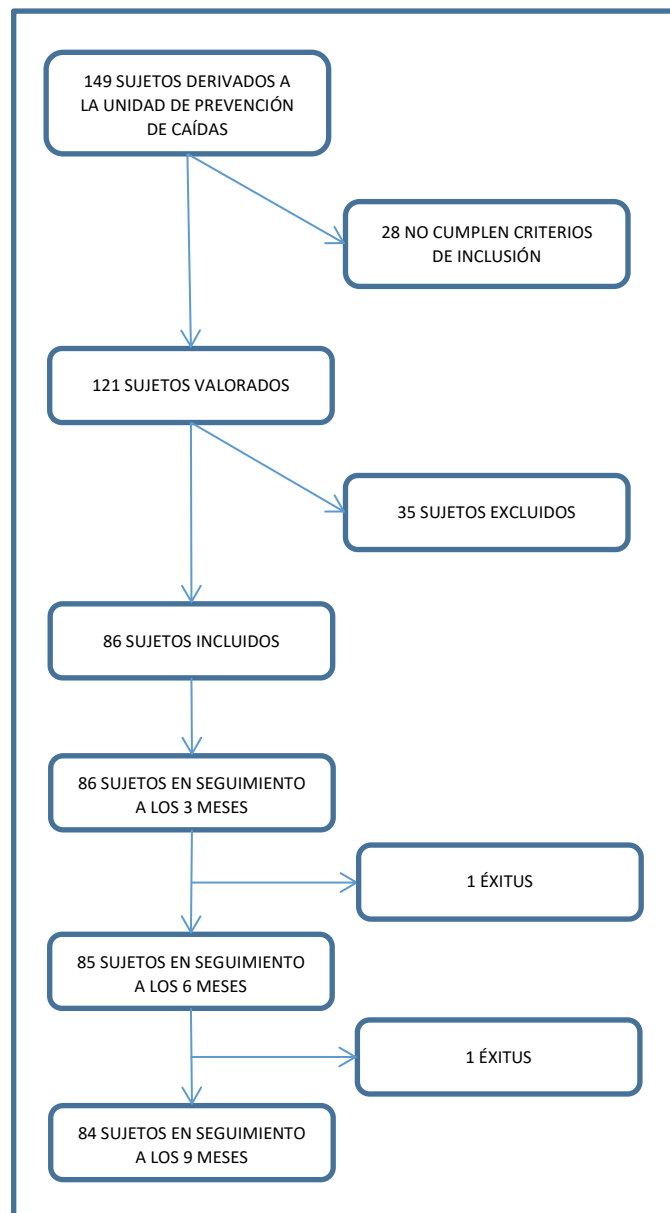 149 SUJETOS DERIVADOS A
LA UNIDAD DE PREVENCIÓN
DE CAÍDAS
28 NO CUMPLEN CRITERIOS
DE INCLUSIÓN
121 SUJETOS VALORADOS
35 SUJETOS EXCLUIDOS
86 SUJETOS INCLUIDOS
86 SUJETOS EN SEGUIMIENTO
A LOS 3 MESES
1 ÉXITUS
85 SUJETOS EN SEGUIMIENTO
A LOS 6 MESES
1 ÉXITUS
84 SUJETOS EN SEGUIMIENTO
A LOS 9 MESES